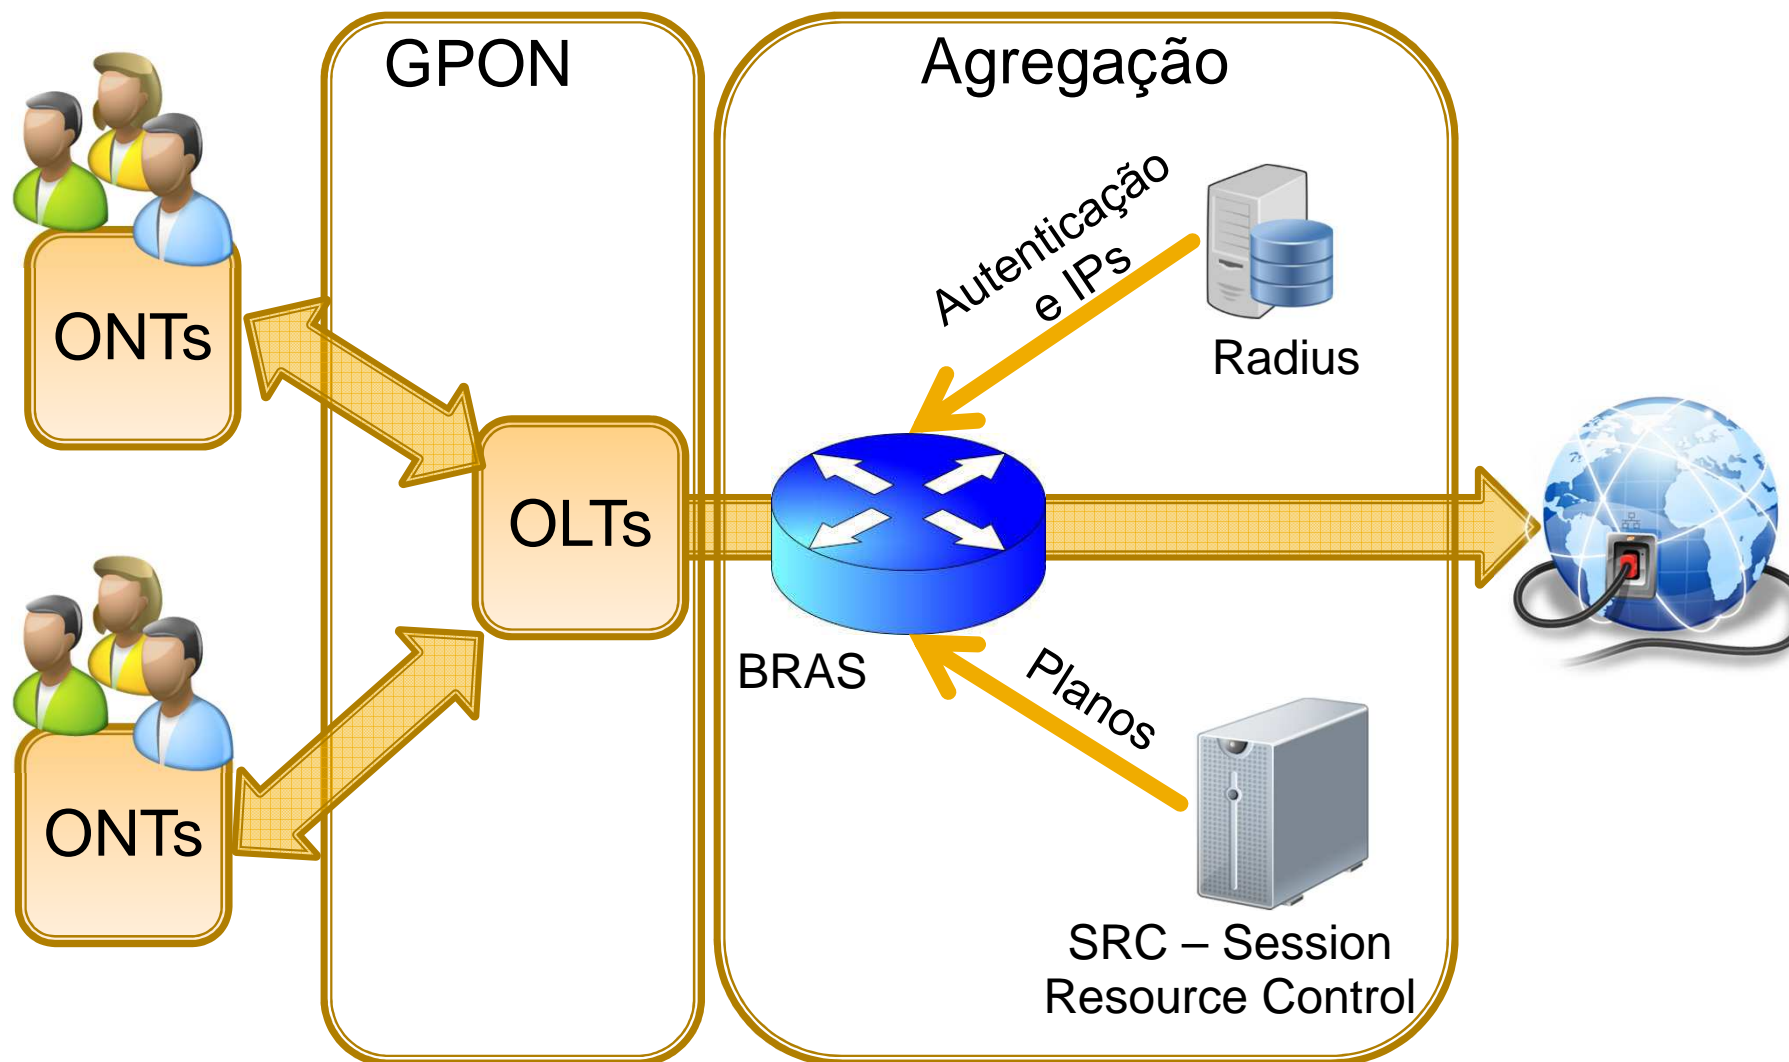 GPON
Agregação
ONTs
Autenticação
e IPs
Radius
OLTs
BRAS
Planos
ONTs
SRC – Session
Resource Control